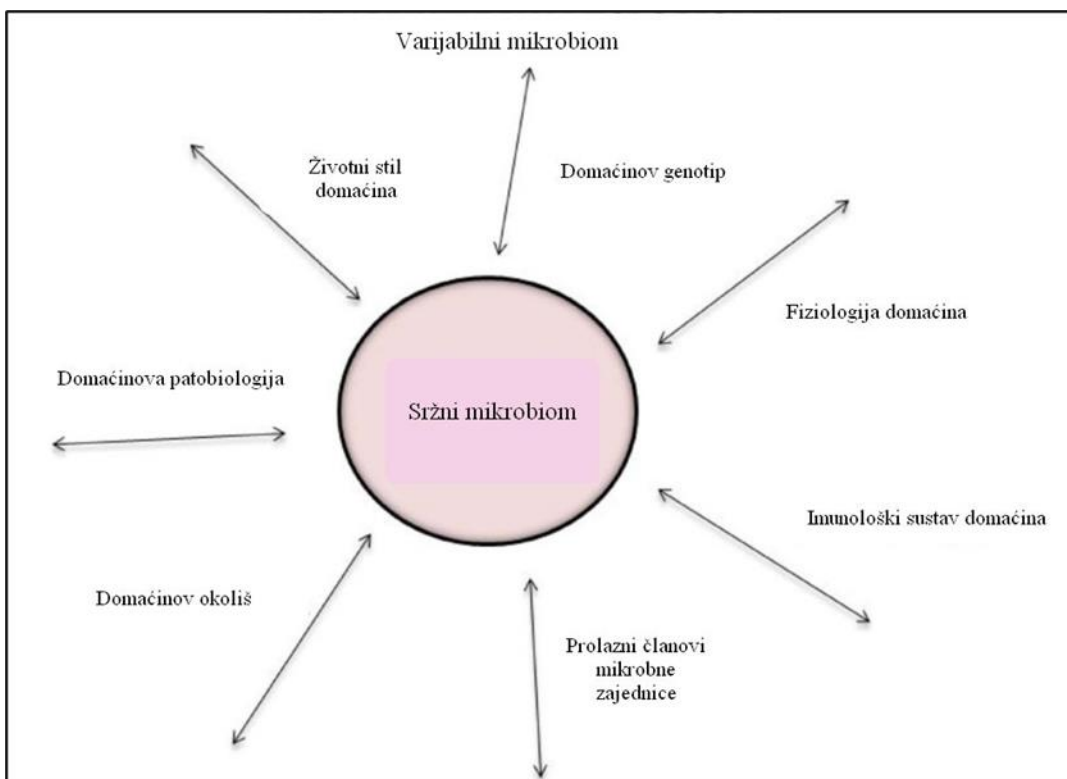 Varijabilni mikrobiom
Životni stil
domaćina
Domaćinov genotip
Fiziologija domaćina
Domaćinova patobiologija
Sržni mikrobiom
Imunološki sustav domaćina
Domaćinov okoliš
Prolazni članovi
mikrobne
zajednice